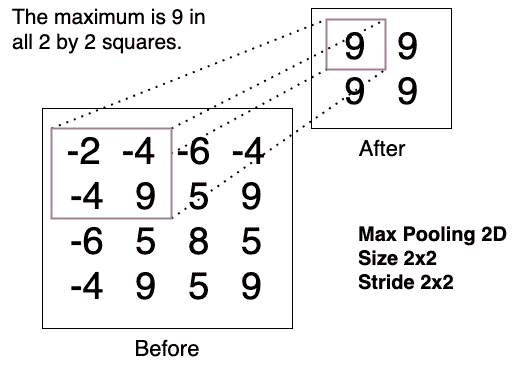 The maximum is 9 in
all 2 by 2 squares.
9 9
9 9
After
-2 -4 -6 -4
-4 9 5 9
-6 5 8 5
-4 9 5 9
Before
Max Pooling 2D
Size 2x2
Stride 2x2